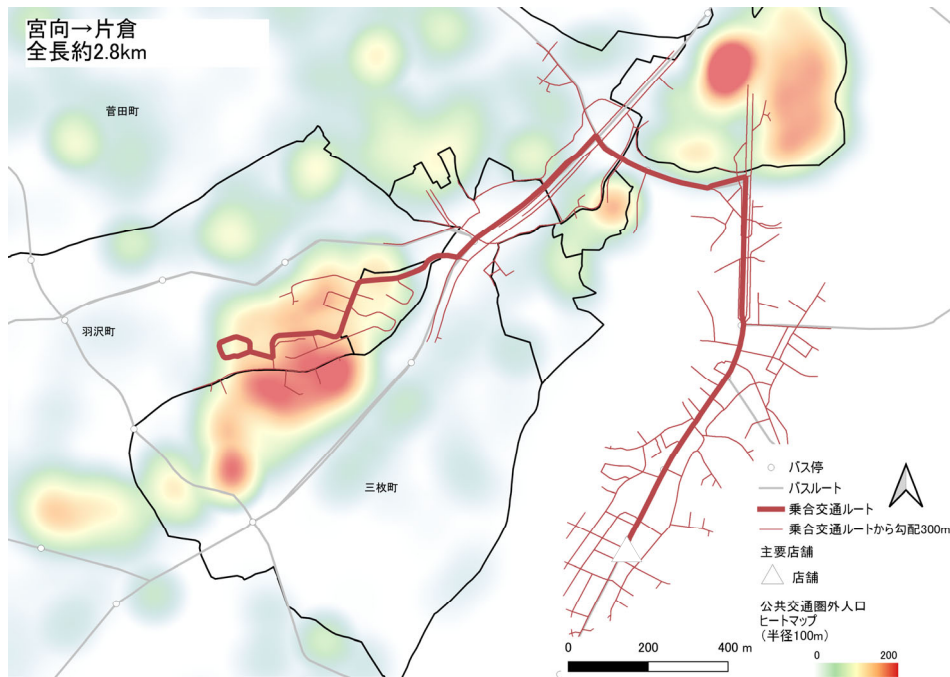 宮向→片倉
全長約2.8km
菅田町
羽沢町
三枚町
バス停
バスルート
乗合交通ルート
乗合交通ルートから勾配300m
主要店舗
店舗
公共交通圏外人口
ヒートマップ
(半径100m)
0 200
0 200 400 m